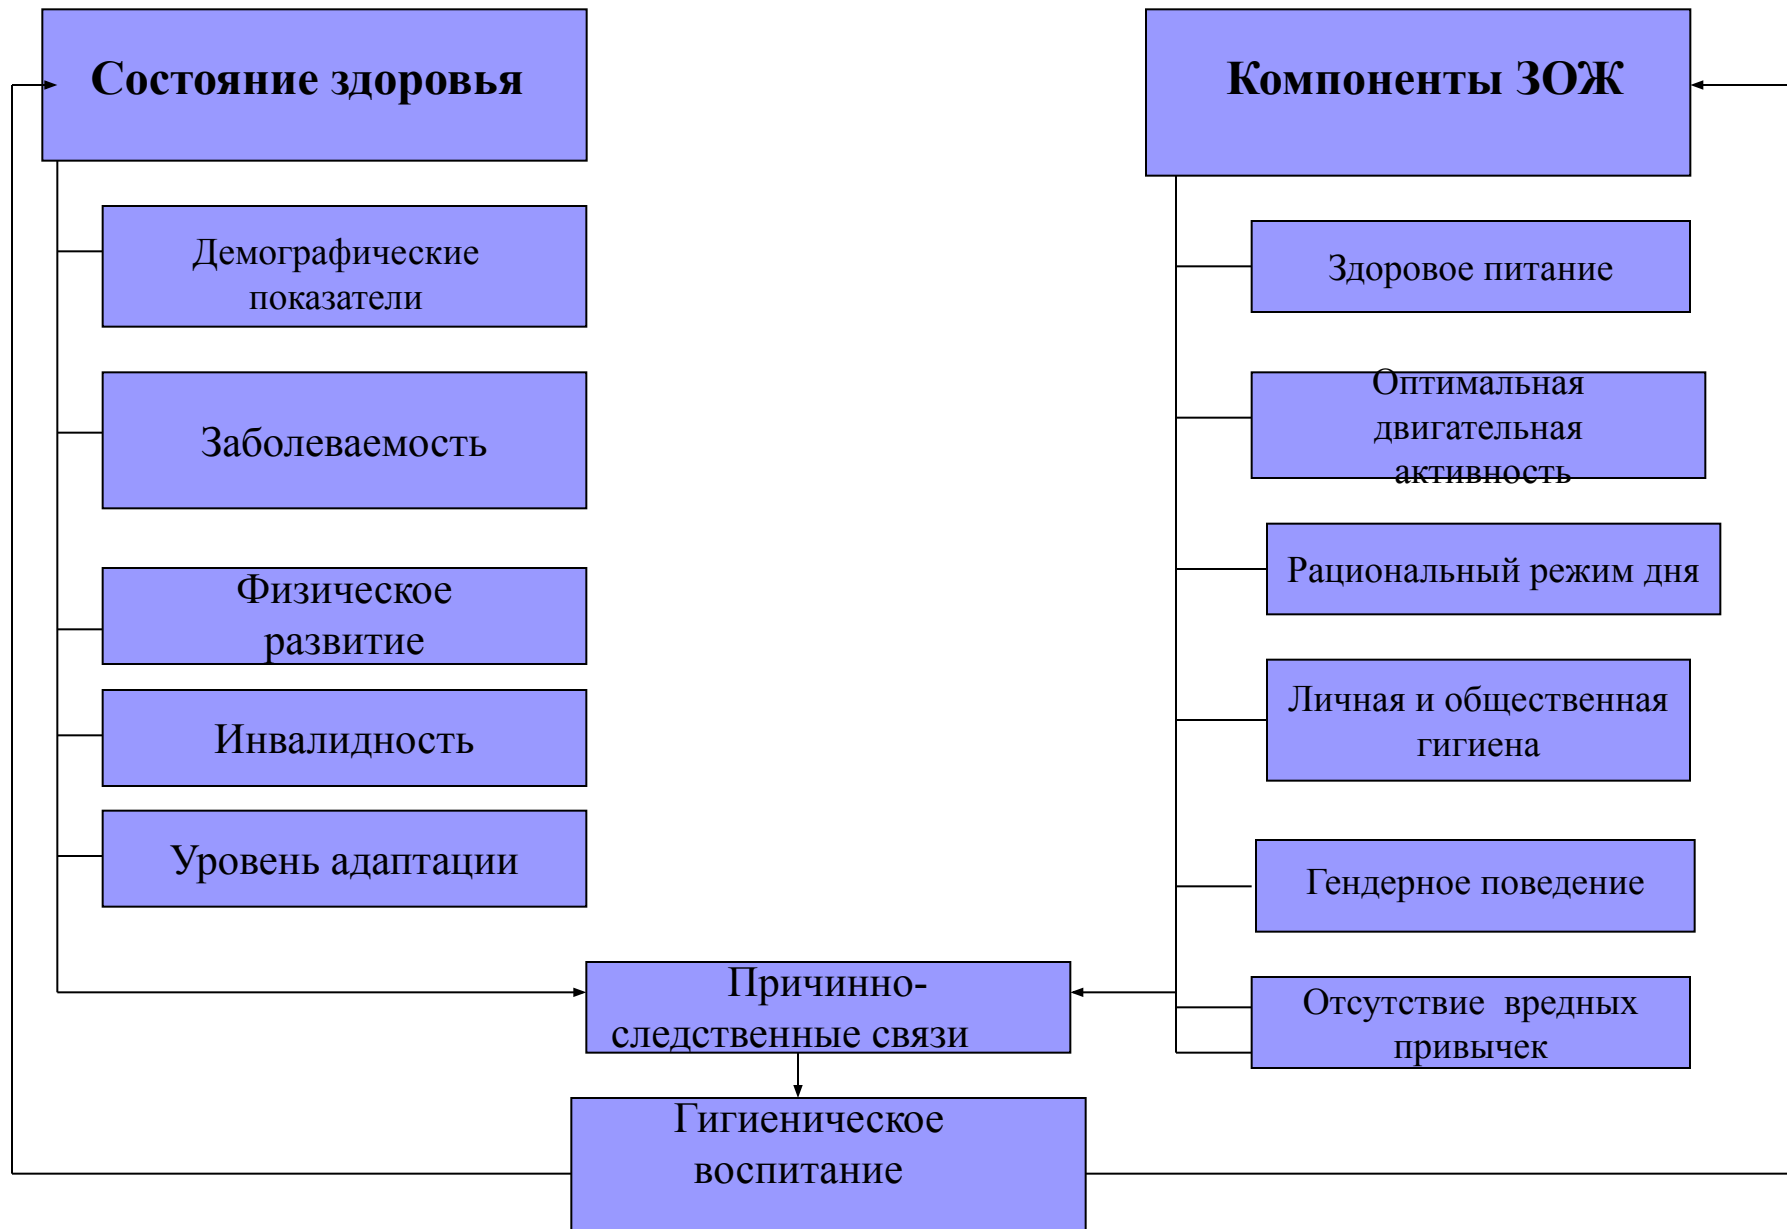 Состояние здоровья
Демографические
показатели
Заболеваемость
Физическое
развитие
Инвалидность
Уровень адаптации
Компоненты ЗОЖ
Здоровое питание
Оптимальная
двигательная
активность
Рациональный режим дня
Личная и общественная
гигиена
Гендерное поведение
Отсутствие вредных
привычек
Причинно-
следственные связи
Гигиеническое
воспитание